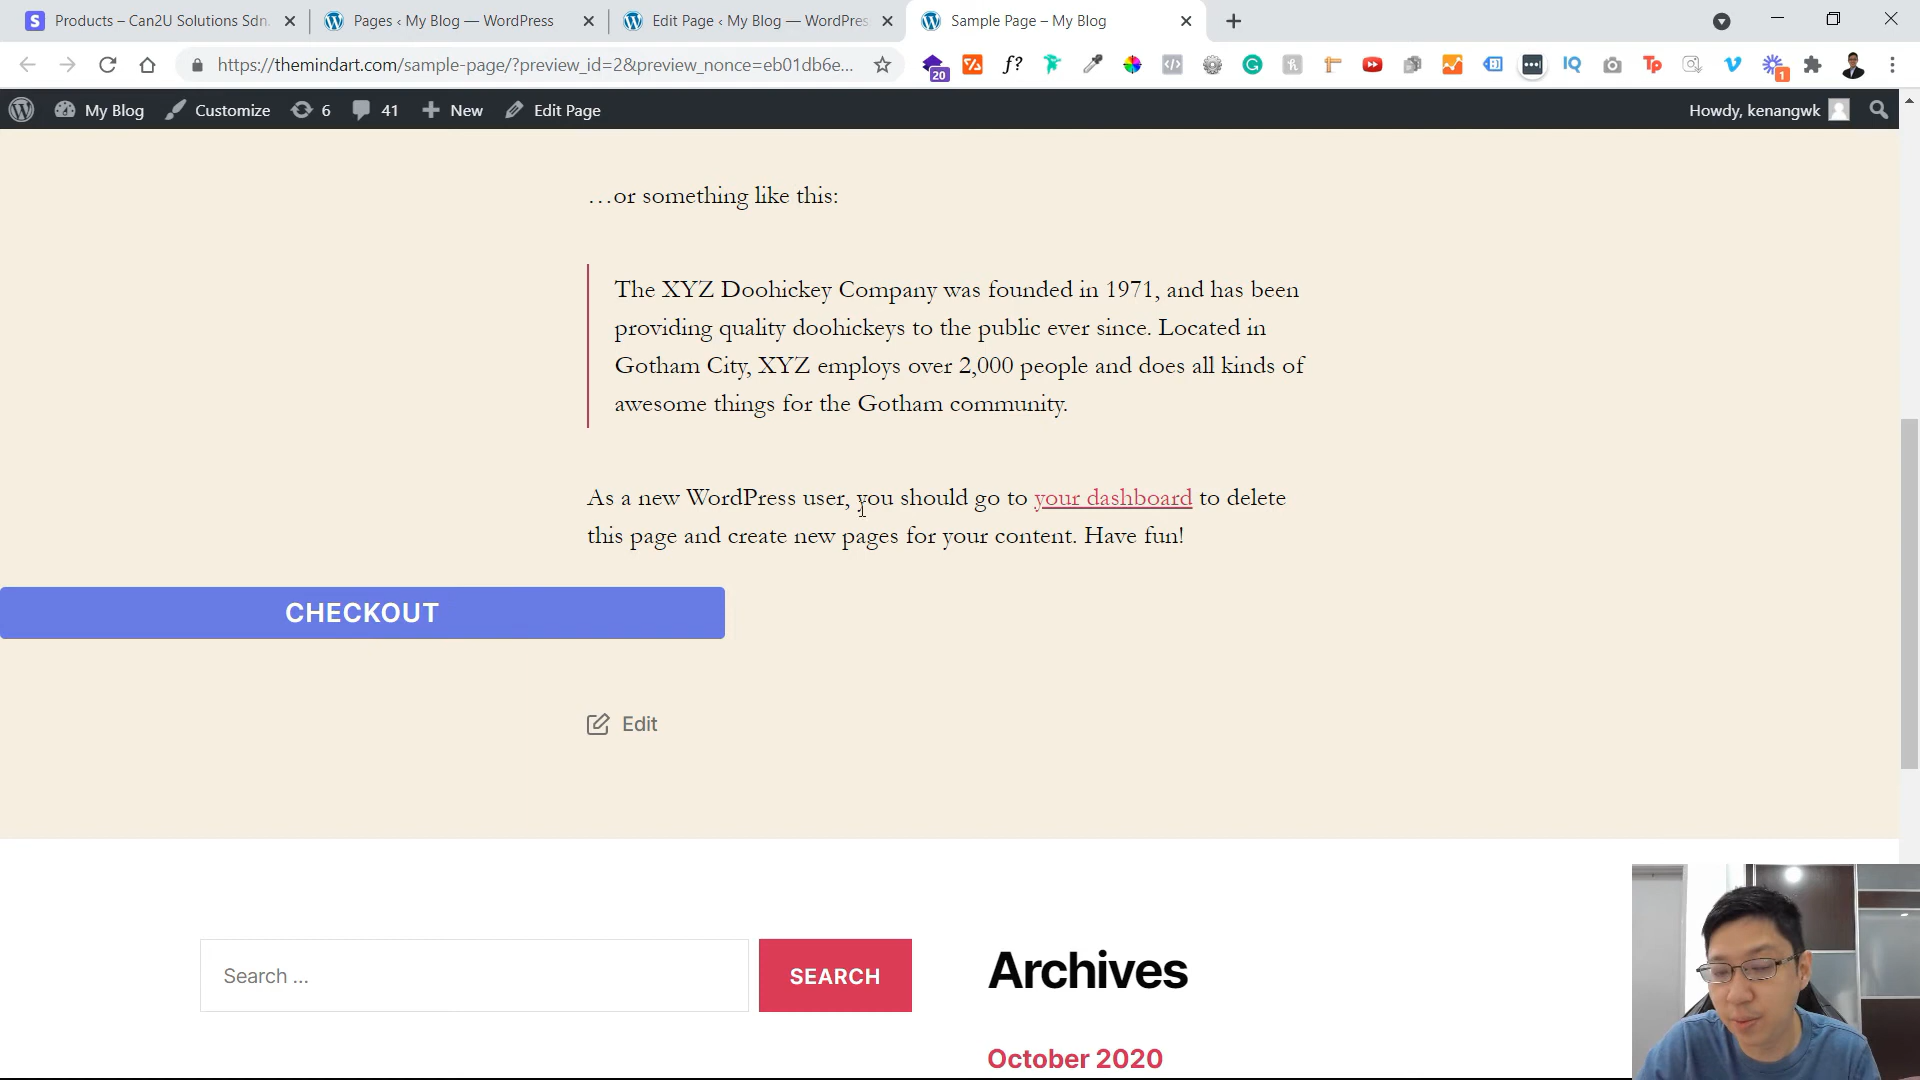 Products – Can2U Solutions Sdn.
Pages ‹ My Blog — WordPress
Edit Page ‹ My Blog — WordPres
Sample Page – My Blog
https://themindart.com/sample-page/?preview_id=2&preview_nonce=eb01db6e...
20
f?
IQ
Tp
1
My Blog
Customize
6
41
New
Edit Page
Howdy, kenangwk
…or something like this:
The XYZ Doohickey Company was founded in 1971, and has been
providing quality doohickeys to the public ever since. Located in
Gotham City, XYZ employs over 2,000 people and does all kinds of
awesome things for the Gotham community.
As a new WordPress user, you should go to your dashboard to delete
this page and create new pages for your content. Have fun!
CHECKOUT
Edit
Search …
SEARCH
Archives
October 2020